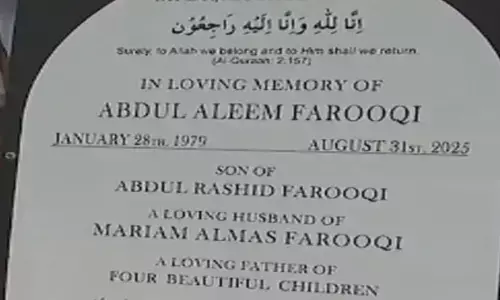 إِنَّا لِلَّٰهِ وَإِنَّا إِلَيْهِ رَاجِعُوْن
Surely, to Allah we belong and to Him shall we return.
(Al-Quraan: 2:157)
IN LOVING MEMORY OF
ABDUL ALEEM FAROOQI
JANUARY 28TH, 1979 AUGUST 31ST, 2025
SON OF
ABDUL RASHID FAROOQI
A LOVING HUSBAND OF
MARIAM ALMAS FAROOQI
A LOVING FATHER OF
FOUR BEAUTIFUL CHILDREN